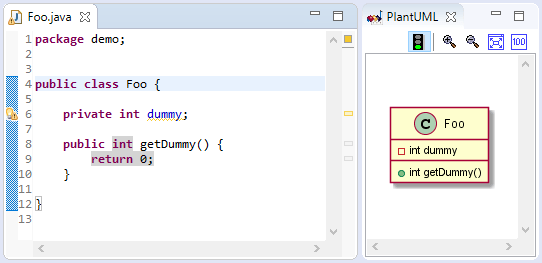 Foo.java
1 package demo;
2
3
4 public class Foo {
5
6 private int dummy;
7
8 public int getDummy() {
9 return 0;
10 }
11
12 }
13
PlantUML
100
C Foo
int dummy
int getDummy()